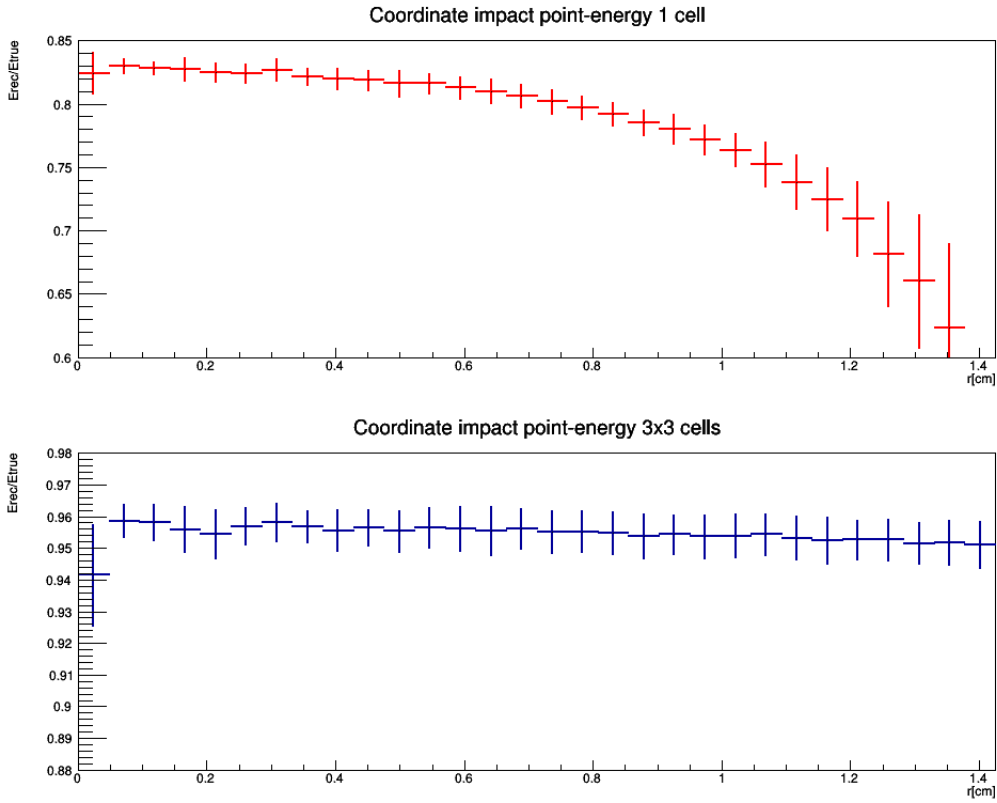 Coordinate impact point-energy 1 cell
Erec/Etrue
0.85
0.8
0.75
0.7
0.65
0.6
0 0.2 0.4 0.6 0.8 1 1.2 1.4
r[cm]
Coordinate impact point-energy 3x3 cells
Erec/Etrue
0.98
0.97
0.96
0.95
0.94
0.93
0.92
0.91
0.9
0.89
0.88
0 0.2 0.4 0.6 0.8 1 1.2 1.4
r[cm]